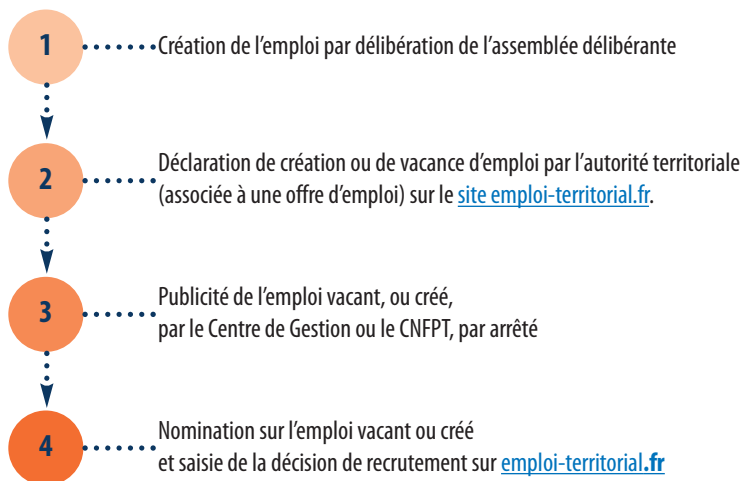 1
Création de l'emploi par délibération de l'assemblée délibérante
2
Déclaration de création ou de vacance d'emploi par l'autorité territoriale
(associée à une offre d'emploi) sur le site emploi-territorial.fr.
3
Publicité de l'emploi vacant, ou créé,
par le Centre de Gestion ou le CNFPT, par arrêté
4
Nomination sur l'emploi vacant ou créé
et saisie de la décision de recrutement sur emploi-territorial.fr